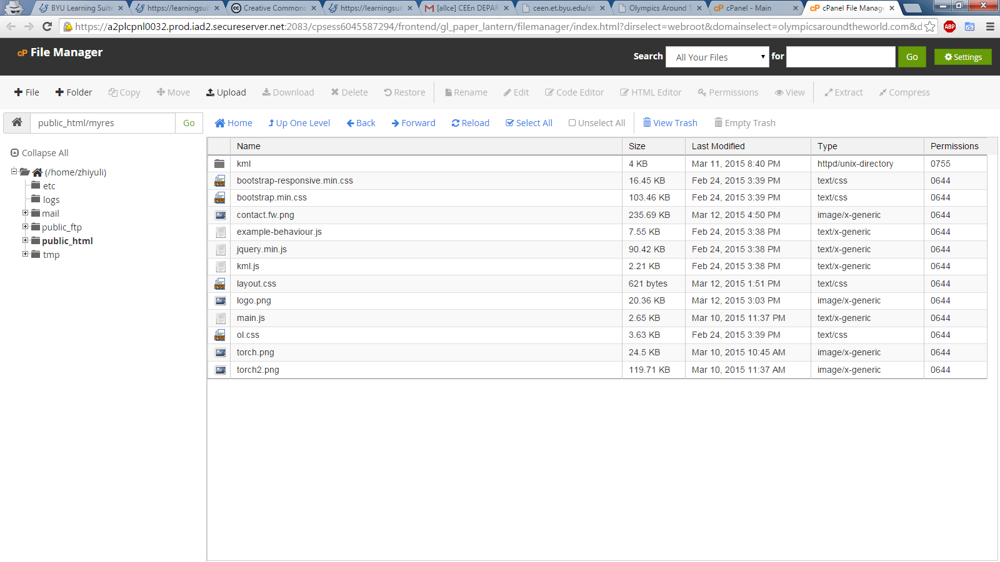 BYU Learning Suite
https://learningsuit
Creative Commons
https://learningsuit
[allce] CEEn DEPAR
ceen.et.byu.edu/sit
Olympics Around T
cP cPanel - Main
cP cPanel File Manage
https://a2plcpnl0032.prod.iad2.secureserver.net:2083/cpsess6045587294/frontend/gl_paper_lantern/filemanager/index.html?dirselect=webroot&domainselect=olympicsaroundtheworld.com&d
ABP
cP File Manager
Search All Your Files for Go Settings
File Folder Copy Move Upload Download Delete Restore Rename Edit Code Editor HTML Editor Permissions View Extract Compress
public_html/myres Go Home Up One Level Back Forward Reload Select All Unselect All View Trash Empty Trash
Collapse All
(/home/zhiyuli)
etc
logs
mail
public_ftp
public_html
tmp
Name Size Last Modified Type Permissions
kml 4 KB Mar 11, 2015 8:40 PM httpd/unix-directory 0755
bootstrap-responsive.min.css 16.45 KB Feb 24, 2015 3:39 PM text/css 0644
bootstrap.min.css 103.46 KB Feb 24, 2015 3:39 PM text/css 0644
contact.fw.png 235.69 KB Mar 12, 2015 4:50 PM image/x-generic 0644
example-behaviour.js 7.55 KB Feb 24, 2015 3:38 PM text/x-generic 0644
jquery.min.js 90.42 KB Feb 24, 2015 3:38 PM text/x-generic 0644
kml.js 2.21 KB Feb 24, 2015 3:38 PM text/x-generic 0644
layout.css 621 bytes Mar 12, 2015 1:51 PM text/css 0644
logo.png 20.36 KB Mar 12, 2015 3:03 PM image/x-generic 0644
main.js 2.65 KB Mar 10, 2015 11:37 PM text/x-generic 0644
ol.css 3.63 KB Feb 24, 2015 3:39 PM text/css 0644
torch.png 24.5 KB Mar 10, 2015 10:45 AM image/x-generic 0644
torch2.png 119.71 KB Mar 10, 2015 11:37 AM image/x-generic 0644